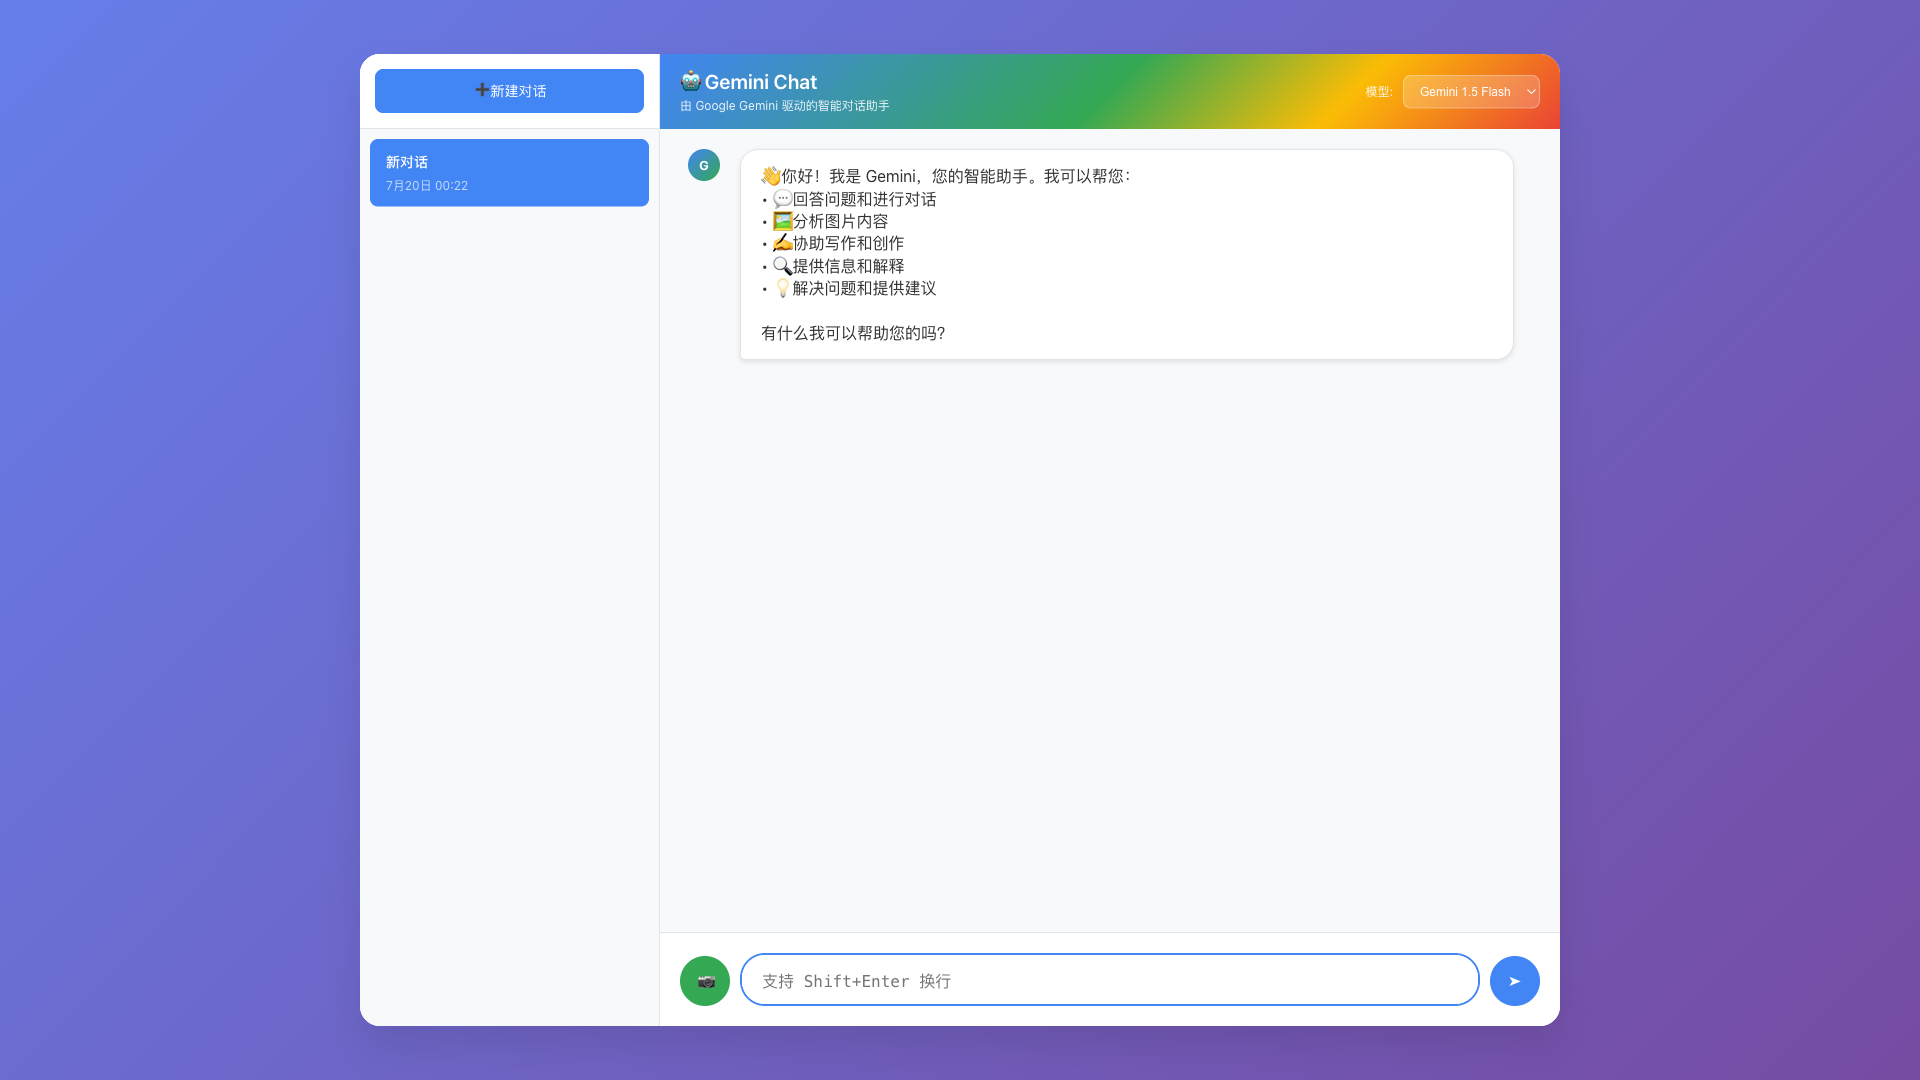 ➕新建对话
新对话
7月20日 00:22
🤖 Gemini Chat
由 Google Gemini 驱动的智能对话助手
模型:
Gemini 1.5 Flash
G
👋你好！我是 Gemini，您的智能助手。我可以帮您：
• 💬回答问题和进行对话
• 🖼️分析图片内容
• ✍️协助写作和创作
• 🔍提供信息和解释
• 💡解决问题和提供建议
有什么我可以帮助您的吗?
支持 Shift+Enter 换行